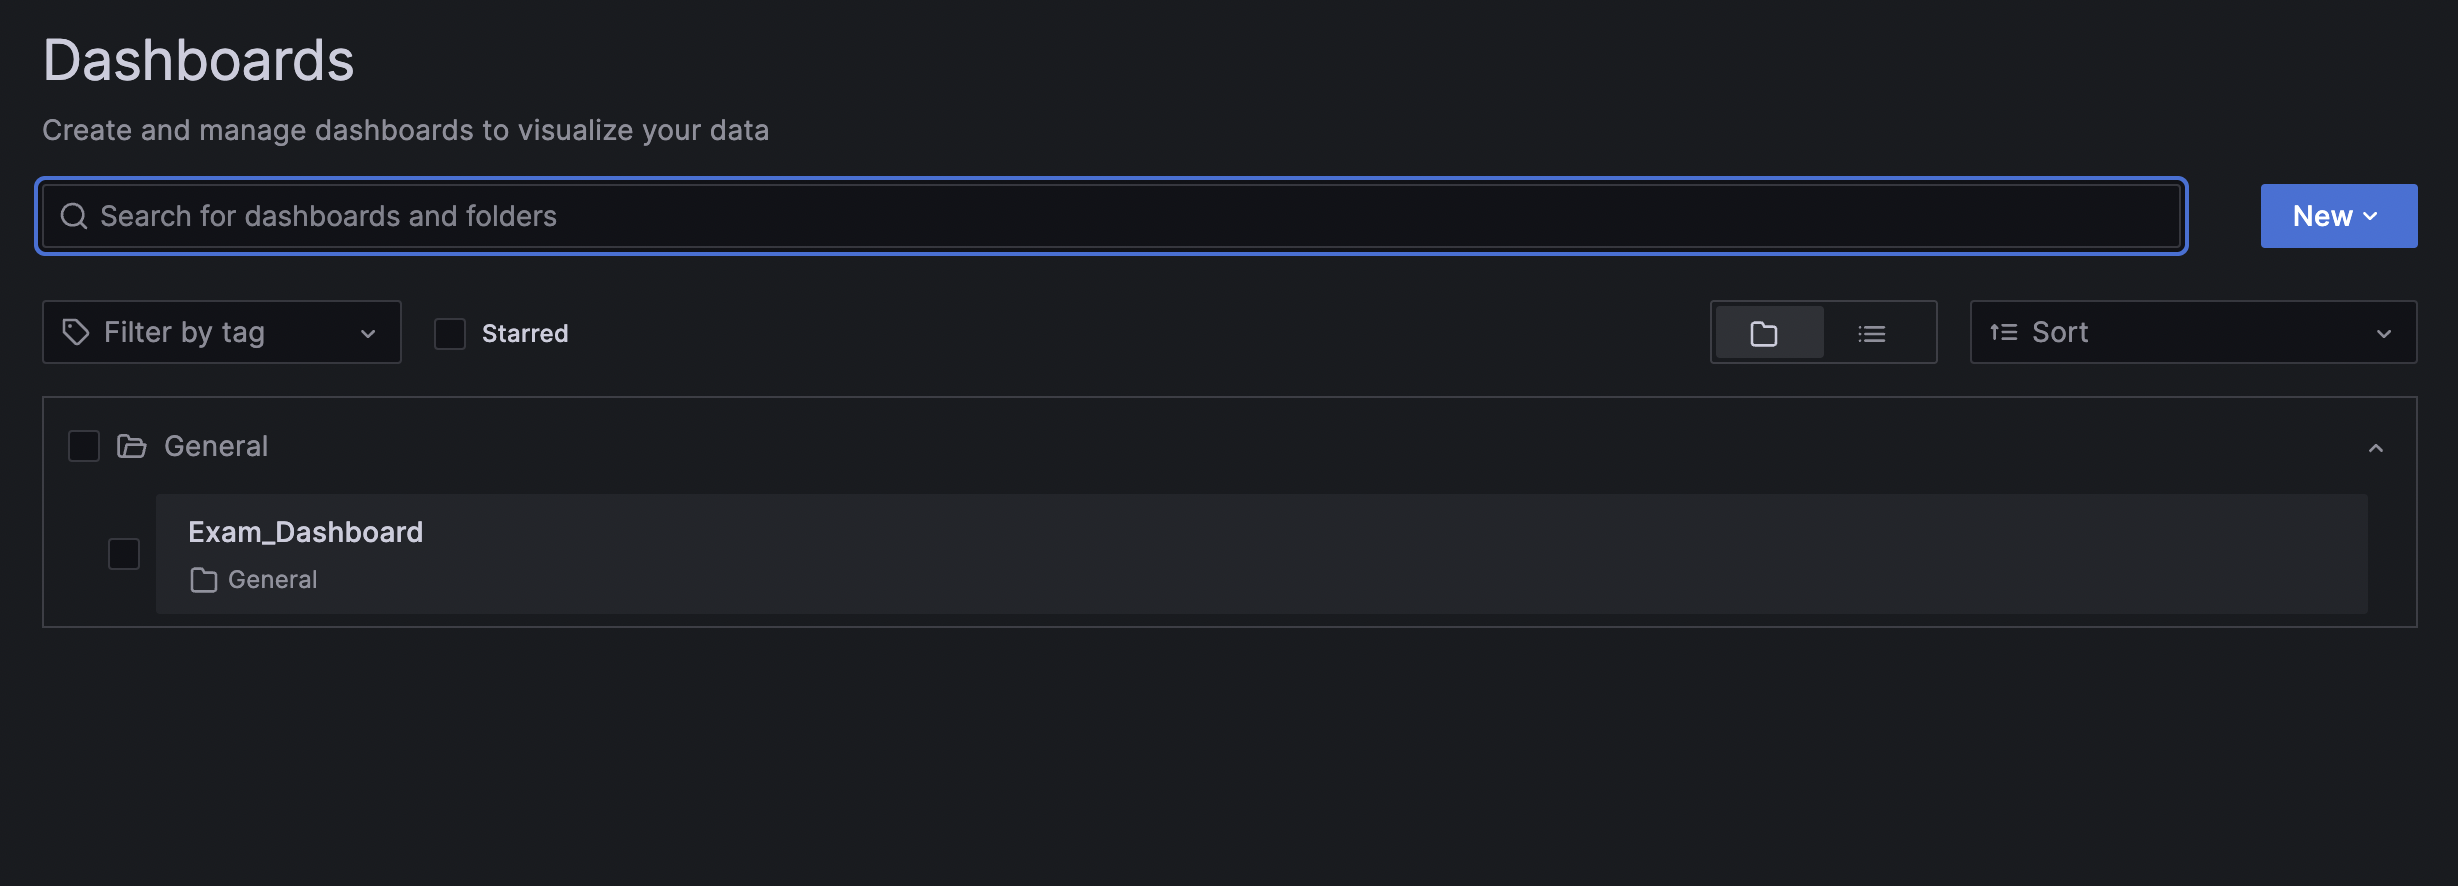 Dashboards
Create and manage dashboards to visualize your data
Search for dashboards and folders
New
Filter by tag
Starred
Sort
General
Exam_Dashboard
General